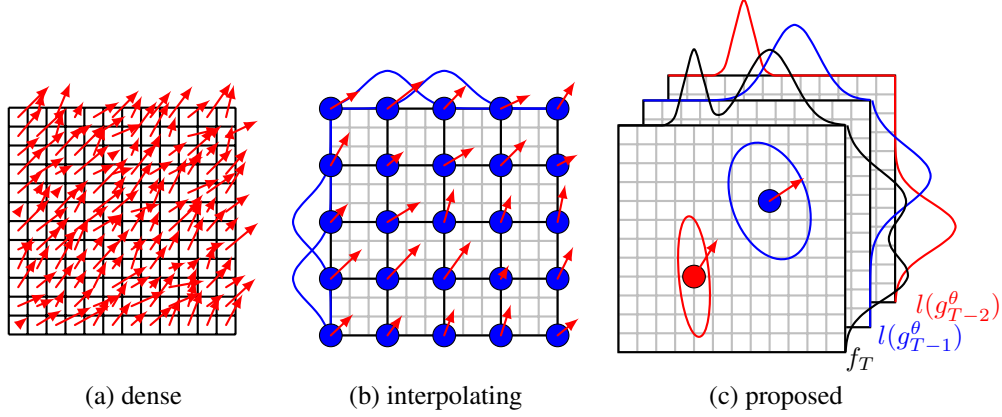 l(g^θ_{T−2})
l(g^θ_{T−1})
f_T
(a) dense
(b) interpolating
(c) proposed